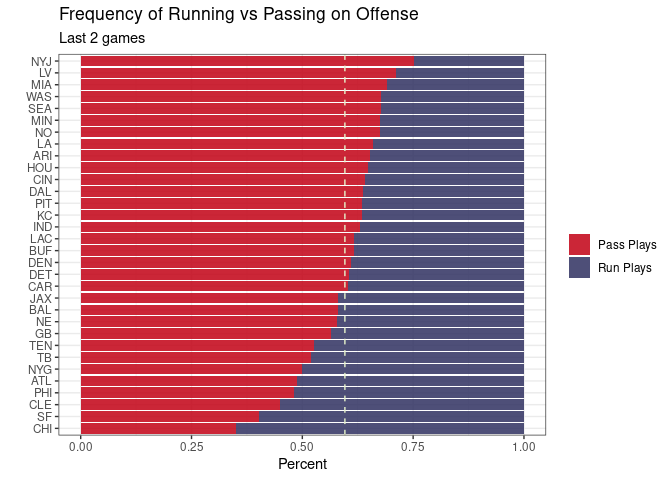 Frequency of Running vs Passing on Offense
Last 2 games
NYJ
LV
MIA
WAS
SEA
MIN
NO
LA
ARI
HOU
CIN
DAL
PIT
KC
IND
LAC
BUF
DEN
DET
CAR
JAX
BAL
NE
GB
TEN
TB
NYG
ATL
PHI
CLE
SF
CHI
0.00 0.25 0.50 0.75 1.00
Percent
Pass Plays
Run Plays